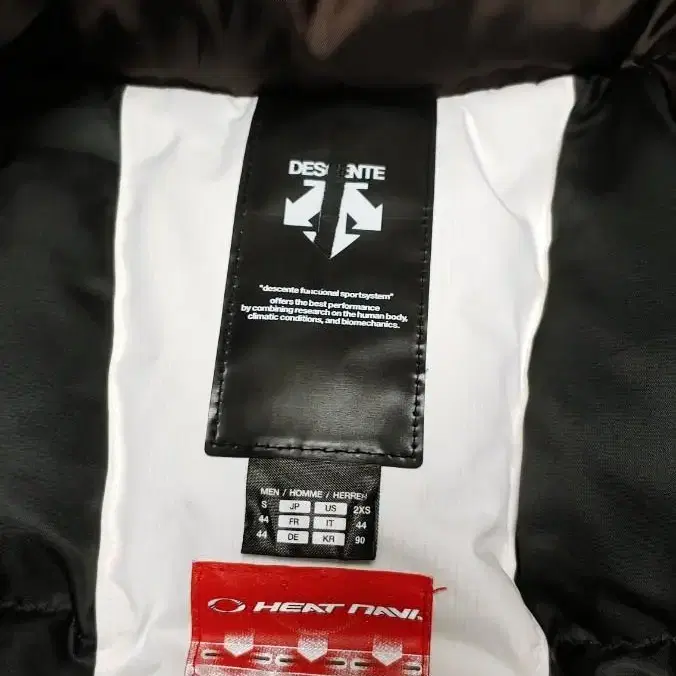 DESCENTE
"descente functional sportsystem"
offers the best performance
by combining research on the human body,
climatic conditions, and biomechanics.
MEN / HOMME / HERREN
S JP US 2XS
44 FR IT 44
44 DE KR 90
HEAT NAVI